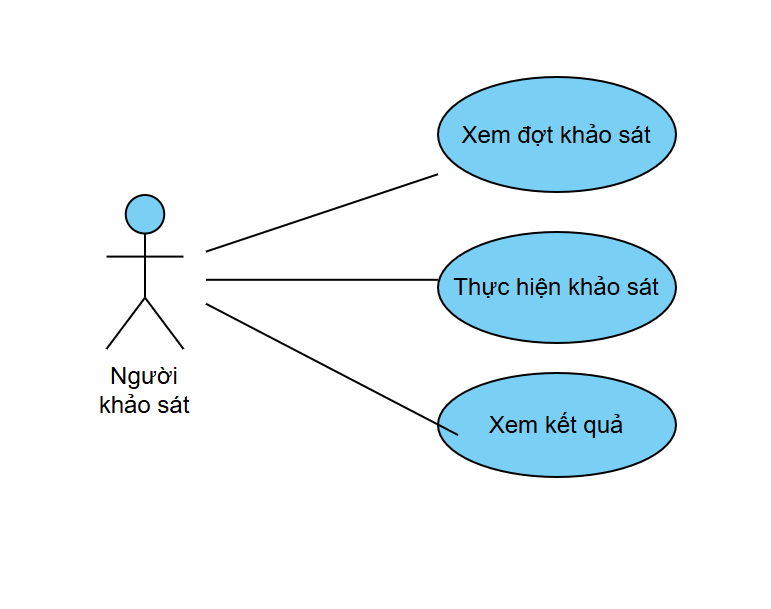 Xem đợt khảo sát
Thực hiện khảo sát
Người
khảo sát
Xem kết quả